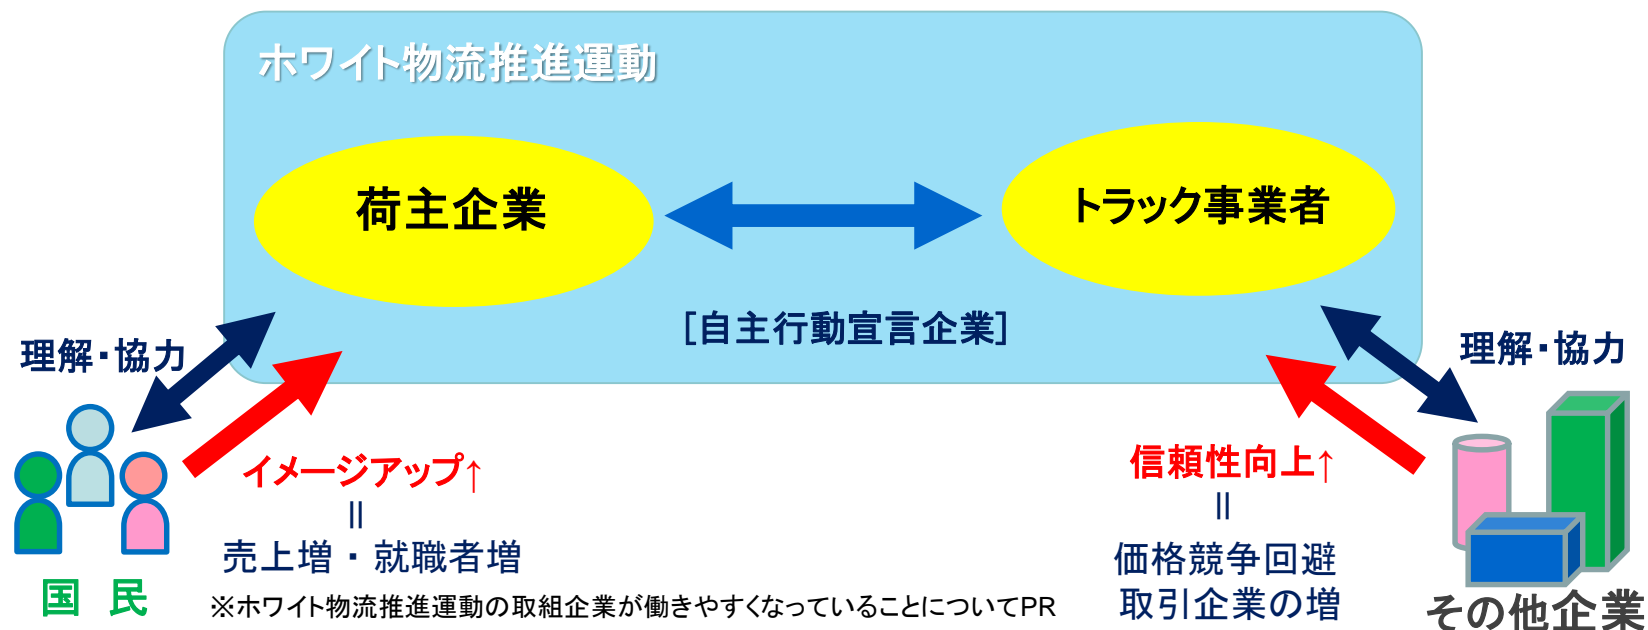 ホワイト物流推進運動
荷主企業
トラック事業者
[自主行動宣言企業]
理解・協力
理解・協力
イメージアップ↑
＝
売上増・就職者増
信頼性向上↑
＝
価格競争回避
取引企業の増
国　民
※ホワイト物流推進運動の取組企業が働きやすくなっていることについてPR
その他企業